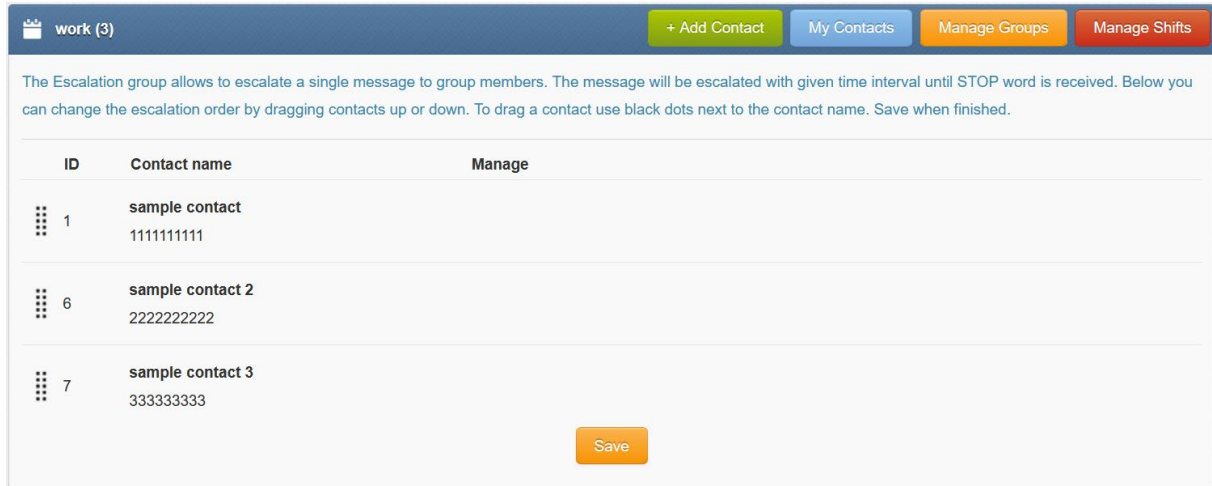 work (3)
+ Add Contact My Contacts Manage Groups Manage Shifts
The Escalation group allows to escalate a single message to group members. The message will be escalated with given time interval until STOP word is received. Below you
can change the escalation order by dragging contacts up or down. To drag a contact use black dots next to the contact name. Save when finished.
ID Contact name Manage
sample contact
1
1111111111
sample contact 2
6
2222222222
sample contact 3
7
333333333
Save